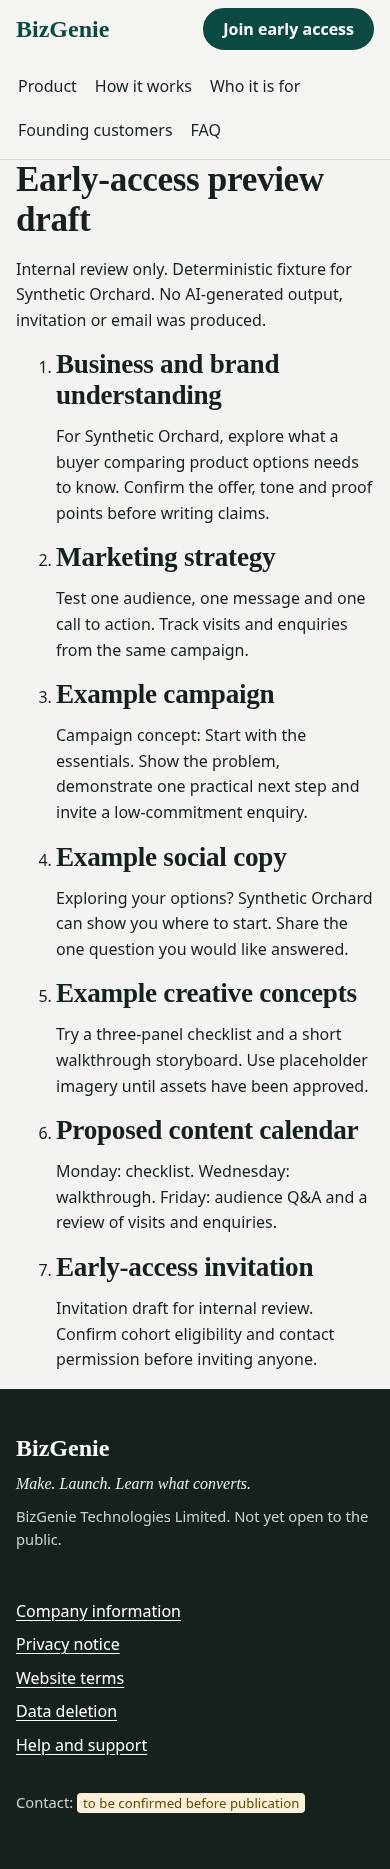 BizGenie
Join early access
Product How it works Who it is for
Founding customers FAQ
Early-access preview
draft
Internal review only. Deterministic fixture for
Synthetic Orchard. No AI-generated output,
invitation or email was produced.
1. Business and brand
understanding
For Synthetic Orchard, explore what a
buyer comparing product options needs
to know. Confirm the offer, tone and proof
points before writing claims.
2. Marketing strategy
Test one audience, one message and one
call to action. Track visits and enquiries
from the same campaign.
3. Example campaign
Campaign concept: Start with the
essentials. Show the problem,
demonstrate one practical next step and
invite a low-commitment enquiry.
4. Example social copy
Exploring your options? Synthetic Orchard
can show you where to start. Share the
one question you would like answered.
5. Example creative concepts
Try a three-panel checklist and a short
walkthrough storyboard. Use placeholder
imagery until assets have been approved.
6. Proposed content calendar
Monday: checklist. Wednesday:
walkthrough. Friday: audience Q&A and a
review of visits and enquiries.
7. Early-access invitation
Invitation draft for internal review.
Confirm cohort eligibility and contact
permission before inviting anyone.
BizGenie
Make. Launch. Learn what converts.
BizGenie Technologies Limited. Not yet open to the
public.
Company information
Privacy notice
Website terms
Data deletion
Help and support
Contact: to be confirmed before publication